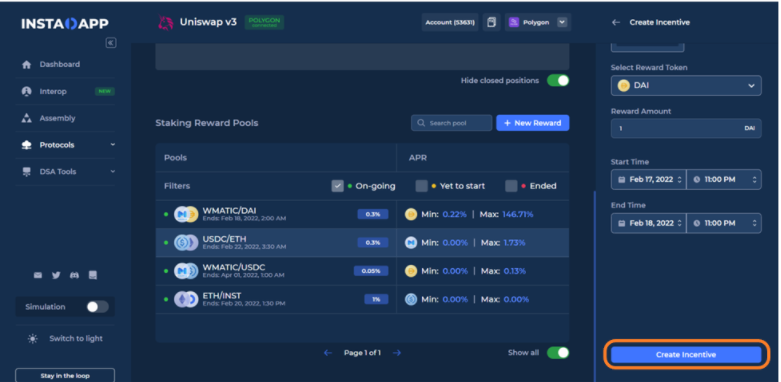 INSTADAPP
Dashboard
Interop
NEW
Assembly
Protocols
DSA Tools
Simulation
Switch to light
Stay in the loop
Uniswap v3
POLYGON
Account (53631)
Polygon
Hide closed positions
Staking Reward Pools
Search pool
+ New Reward
Pools
APR
Filters
On-going
Yet to start
Ended
WMATIC/DAI
Ends: Feb 18, 2022, 2:00 AM
0.3%
Min: 0.22% | Max: 146.71%
USDC/ETH
Ends: Feb 22, 2022, 3:30 AM
0.3%
Min: 0.00% | Max: 1.73%
WMATIC/USDC
Ends: Apr 01, 2022, 1:00 AM
0.05%
Min: 0.00% | Max: 0.13%
ETH/INST
Ends: Feb 20, 2022, 1:30 PM
1%
Min: 0.00% | Max: 0.00%
← Page 1 of 1 →
Show all
← Create Incentive
Select Reward Token
DAI
Reward Amount
1
DAI
Start Time
Feb 17, 2022
11:00 PM
End Time
Feb 18, 2022
11:00 PM
Create Incentive